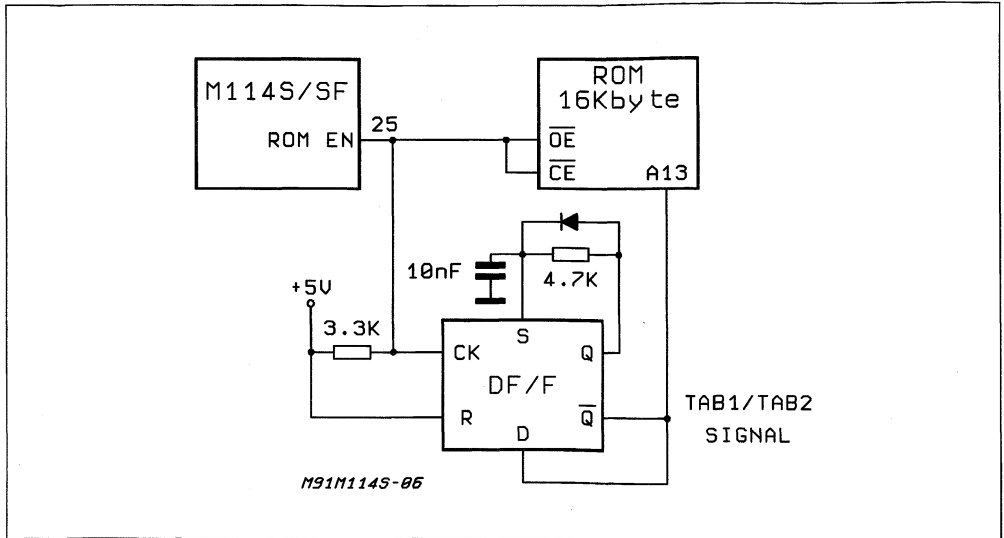 M114S/SF
ROM EN
25
ROM
16Kbyte
OE
CE
A13
10nF
4.7K
+5V
3.3K
S
CK
Q
DF/F
R
Q
D
TAB1/TAB2
SIGNAL
M91M114S-06